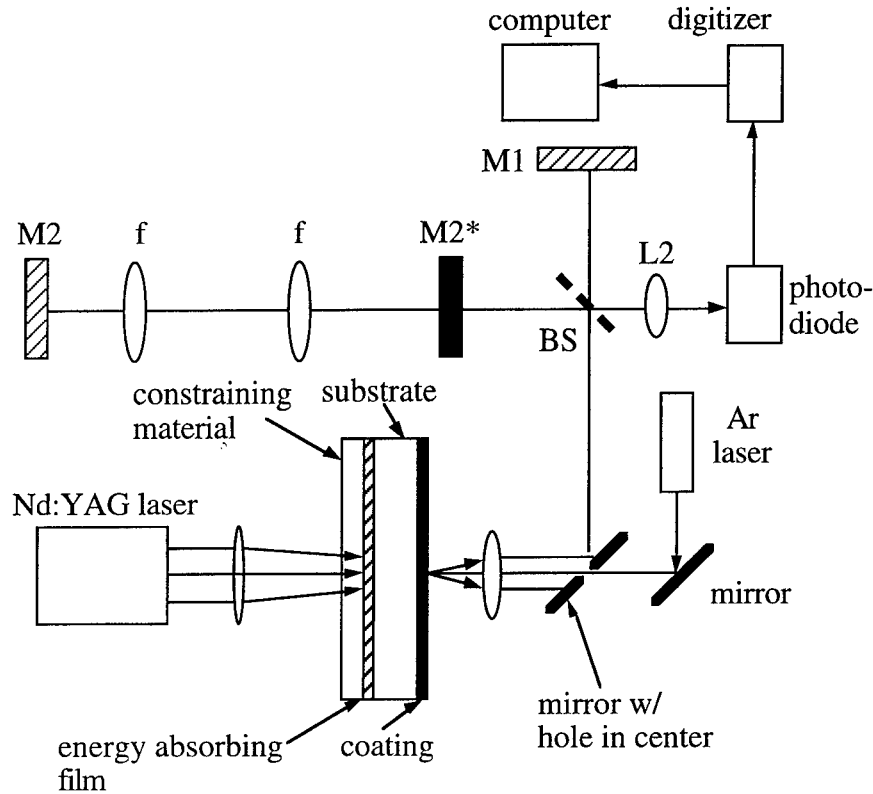 computer
digitizer
M1
M2
f
f
M2*
L2
BS
photo-
diode
constraining
material
substrate
Ar
laser
Nd:YAG laser
mirror
mirror w/
hole in center
energy absorbing
film
coating